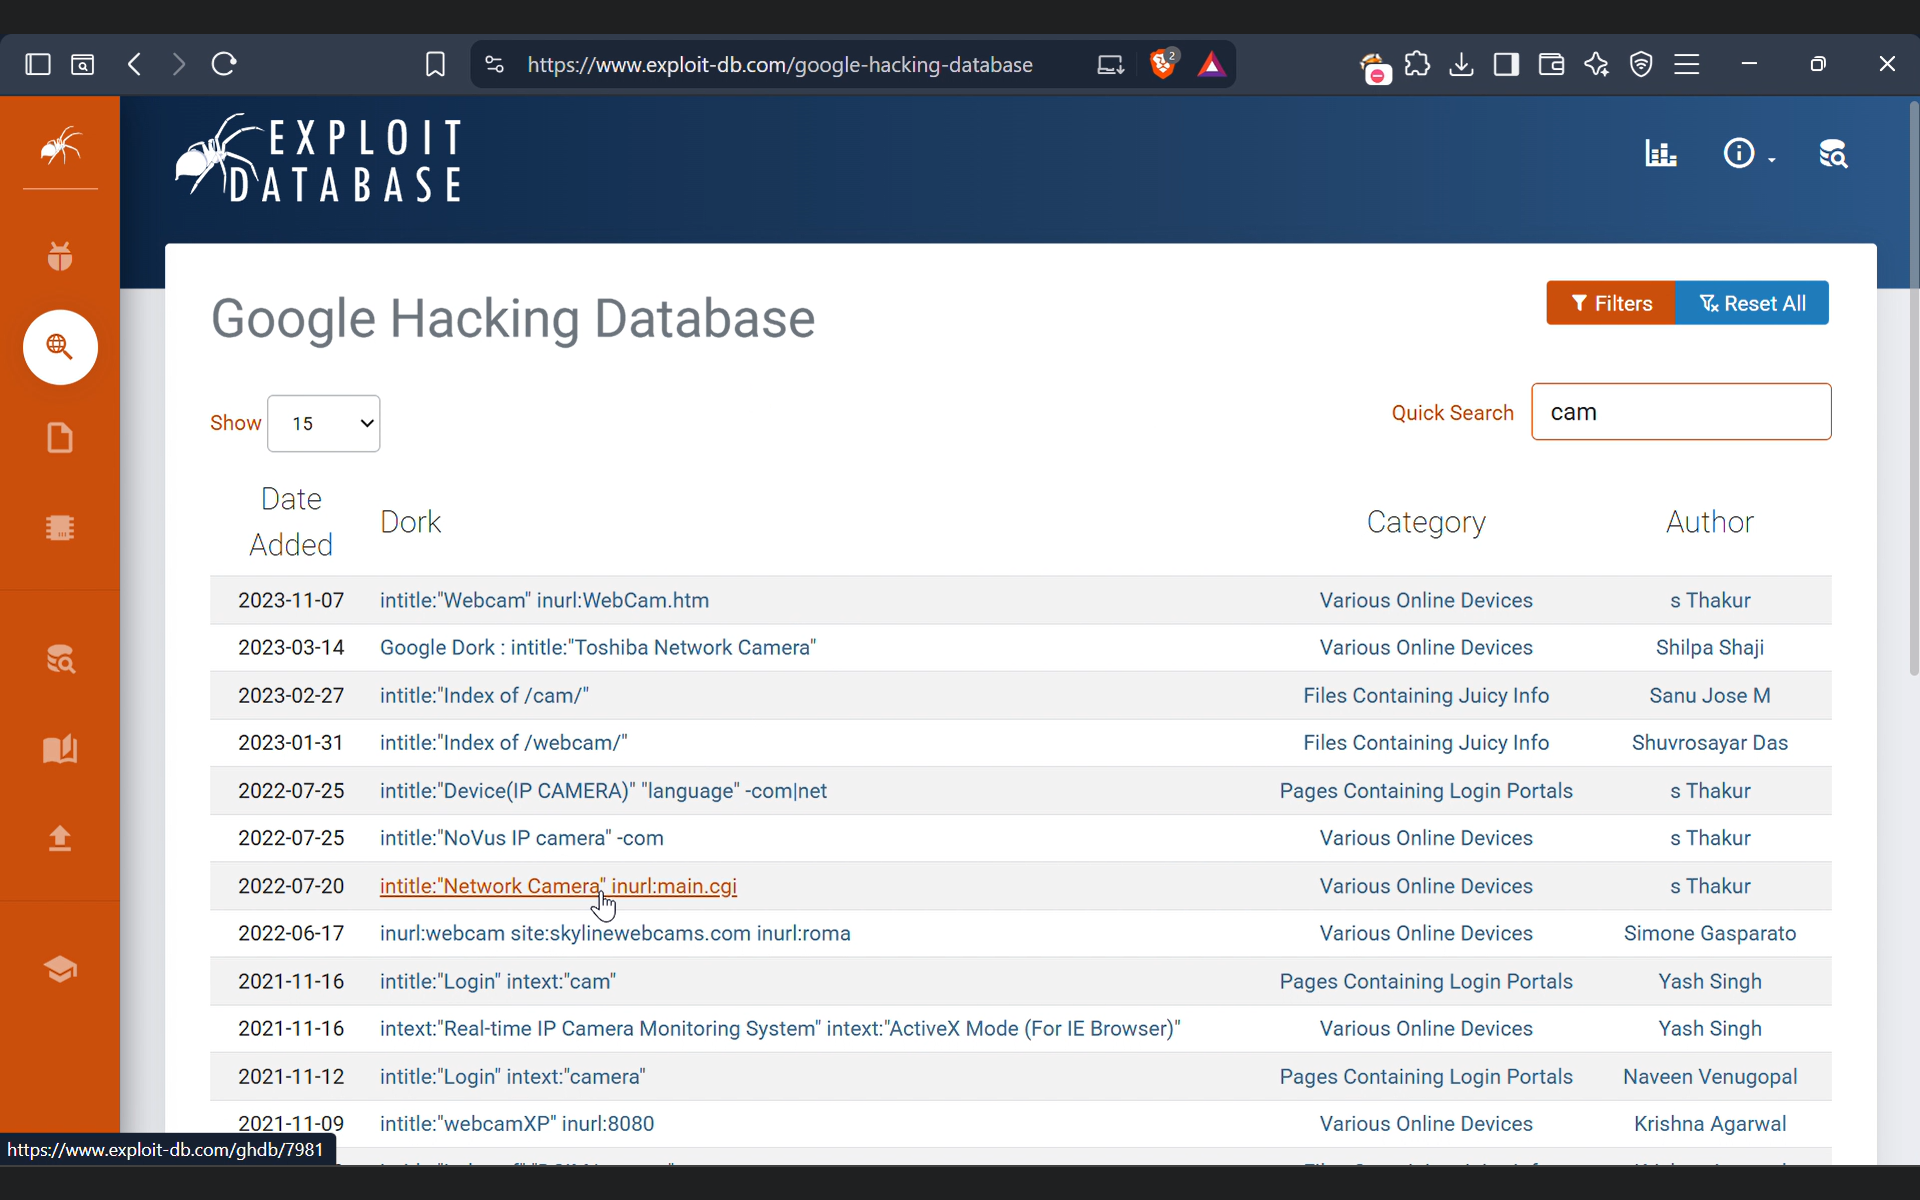 https://www.exploit-db.com/google-hacking-database
2
EXPLOIT
DATABASE
Google Hacking Database
Filters
Reset All
Show 15
Quick Search cam
Date Added Dork Category Author
2023-11-07 intitle:"Webcam" inurl:WebCam.htm Various Online Devices s Thakur
2023-03-14 Google Dork : intitle:"Toshiba Network Camera" Various Online Devices Shilpa Shaji
2023-02-27 intitle:"Index of /cam/" Files Containing Juicy Info Sanu Jose M
2023-01-31 intitle:"Index of /webcam/" Files Containing Juicy Info Shuvrosayar Das
2022-07-25 intitle:"Device(IP CAMERA)" "language" -com|net Pages Containing Login Portals s Thakur
2022-07-25 intitle:"NoVus IP camera" -com Various Online Devices s Thakur
2022-07-20 intitle:"Network Camera" inurl:main.cgi Various Online Devices s Thakur
2022-06-17 inurl:webcam site:skylinewebcams.com inurl:roma Various Online Devices Simone Gasparato
2021-11-16 intitle:"Login" intext:"cam" Pages Containing Login Portals Yash Singh
2021-11-16 intext:"Real-time IP Camera Monitoring System" intext:"ActiveX Mode (For IE Browser)" Various Online Devices Yash Singh
2021-11-12 intitle:"Login" intext:"camera" Pages Containing Login Portals Naveen Venugopal
2021-11-09 intitle:"webcamXP" inurl:8080 Various Online Devices Krishna Agarwal
https://www.exploit-db.com/ghdb/7981